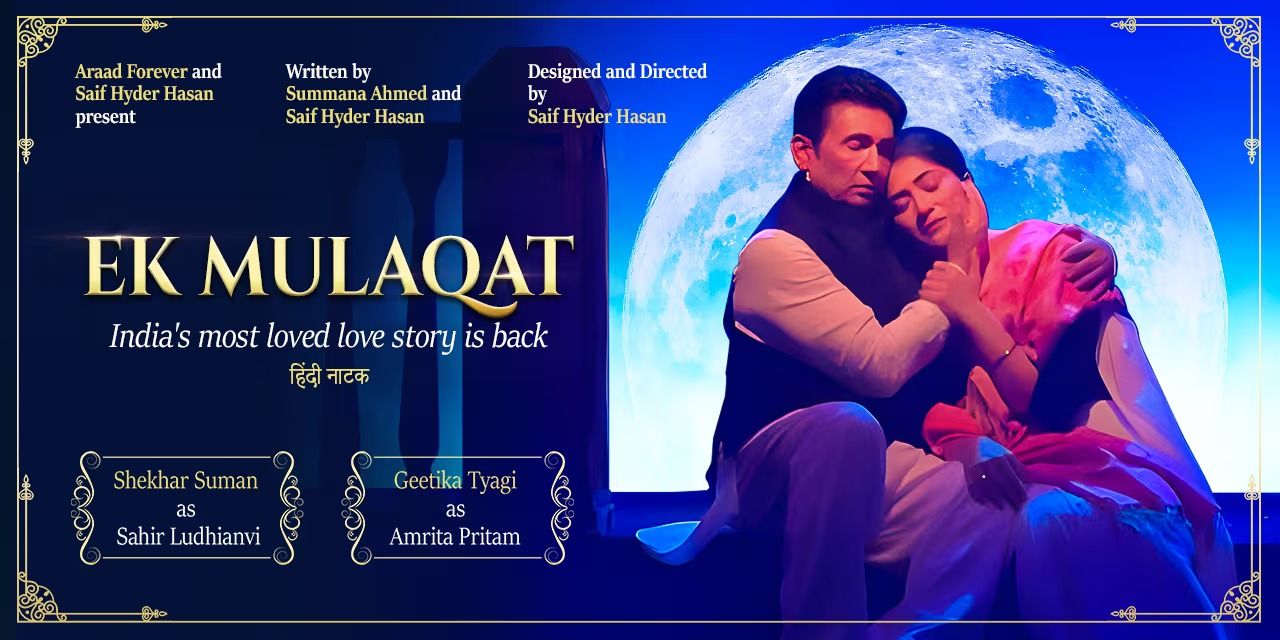 Araad Forever and
Saif Hyder Hasan
present
Written by
Summana Ahmed and
Saif Hyder Hasan
Designed and Directed
by
Saif Hyder Hasan
EK MULAQAT
India's most loved love story is back
हिंदी नाटक
Shekhar Suman
as
Sahir Ludhianvi
Geetika Tyagi
as
Amrita Pritam